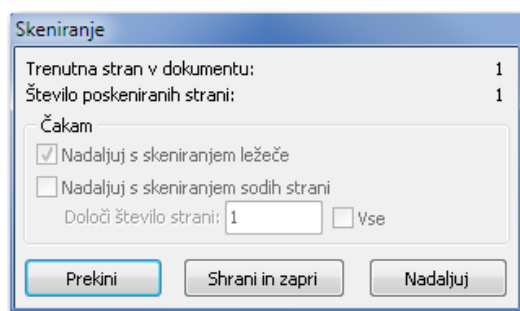 Skeniranje
Trenutna stran v dokumentu: 1
Število poskeniranih strani: 1
Čakam
Nadaljuj s skeniranjem ležeče
Nadaljuj s skeniranjem sodih strani
Določi število strani: 1 Vse
Prekini Shrani in zapri Nadaljuj